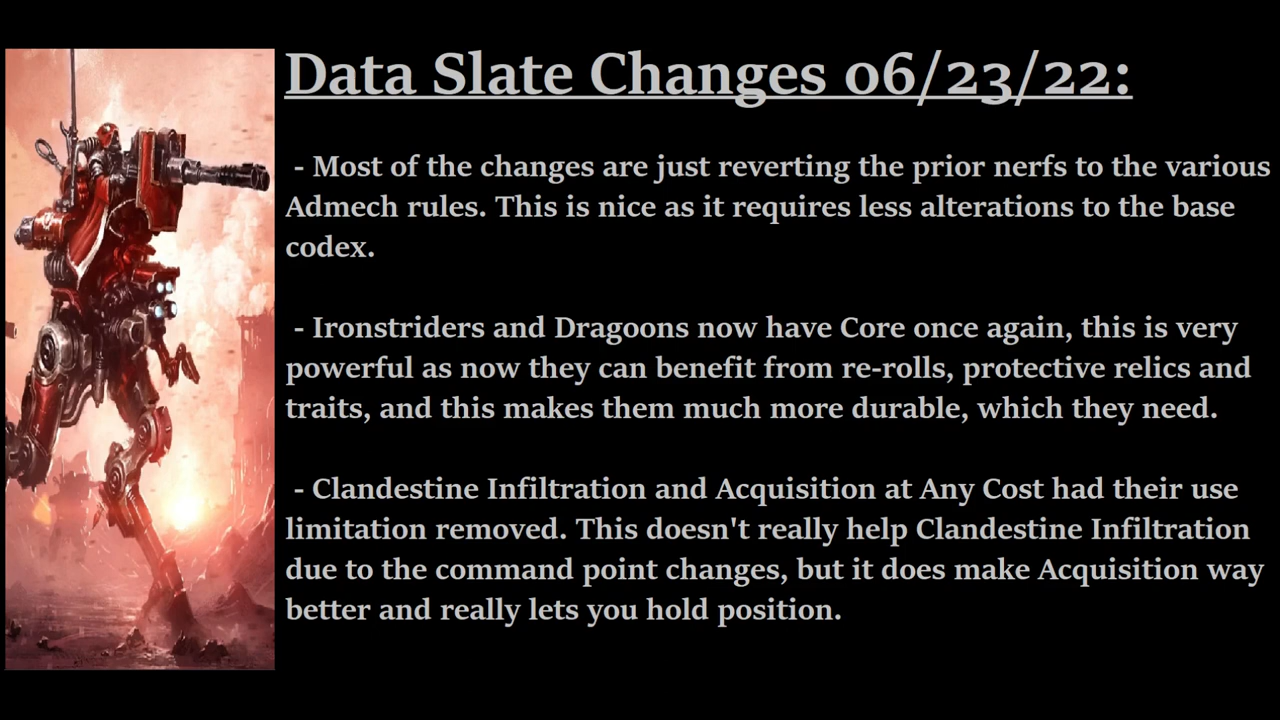 Data Slate Changes 06/23/22:
- Most of the changes are just reverting the prior nerfs to the various
Admech rules. This is nice as it requires less alterations to the base
codex.
- Ironstriders and Dragoons now have Core once again, this is very
powerful as now they can benefit from re-rolls, protective relics and
traits, and this makes them much more durable, which they need.
- Clandestine Infiltration and Acquisition at Any Cost had their use
limitation removed. This doesn't really help Clandestine Infiltration
due to the command point changes, but it does make Acquisition way
better and really lets you hold position.